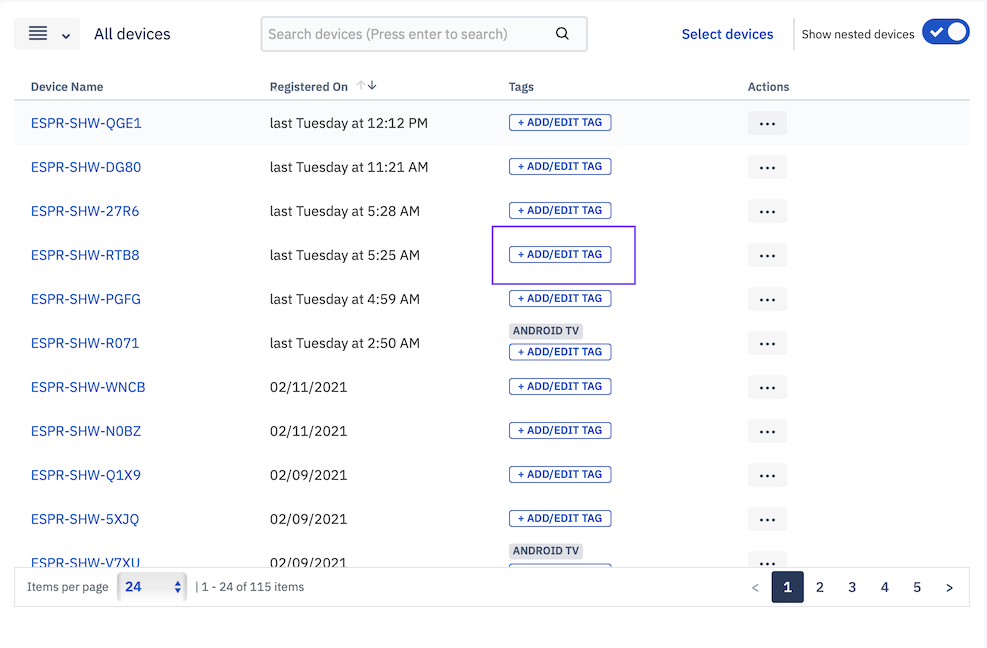 All devices
Search devices (Press enter to search)
Select devices
Show nested devices
Device Name Registered On Tags Actions
ESPR-SHW-QGE1 last Tuesday at 12:12 PM + ADD/EDIT TAG
ESPR-SHW-DG80 last Tuesday at 11:21 AM + ADD/EDIT TAG
ESPR-SHW-27R6 last Tuesday at 5:28 AM + ADD/EDIT TAG
ESPR-SHW-RTB8 last Tuesday at 5:25 AM + ADD/EDIT TAG
ESPR-SHW-PGFG last Tuesday at 4:59 AM + ADD/EDIT TAG
ANDROID TV
ESPR-SHW-R071 last Tuesday at 2:50 AM + ADD/EDIT TAG
ESPR-SHW-WNCB 02/11/2021 + ADD/EDIT TAG
ESPR-SHW-N0BZ 02/11/2021 + ADD/EDIT TAG
ESPR-SHW-Q1X9 02/09/2021 + ADD/EDIT TAG
ESPR-SHW-5XJQ 02/09/2021 + ADD/EDIT TAG
ANDROID TV
ESPR-SHW-V7XU 02/09/2021
Items per page 24 | 1 - 24 of 115 items < 1 2 3 4 5 >